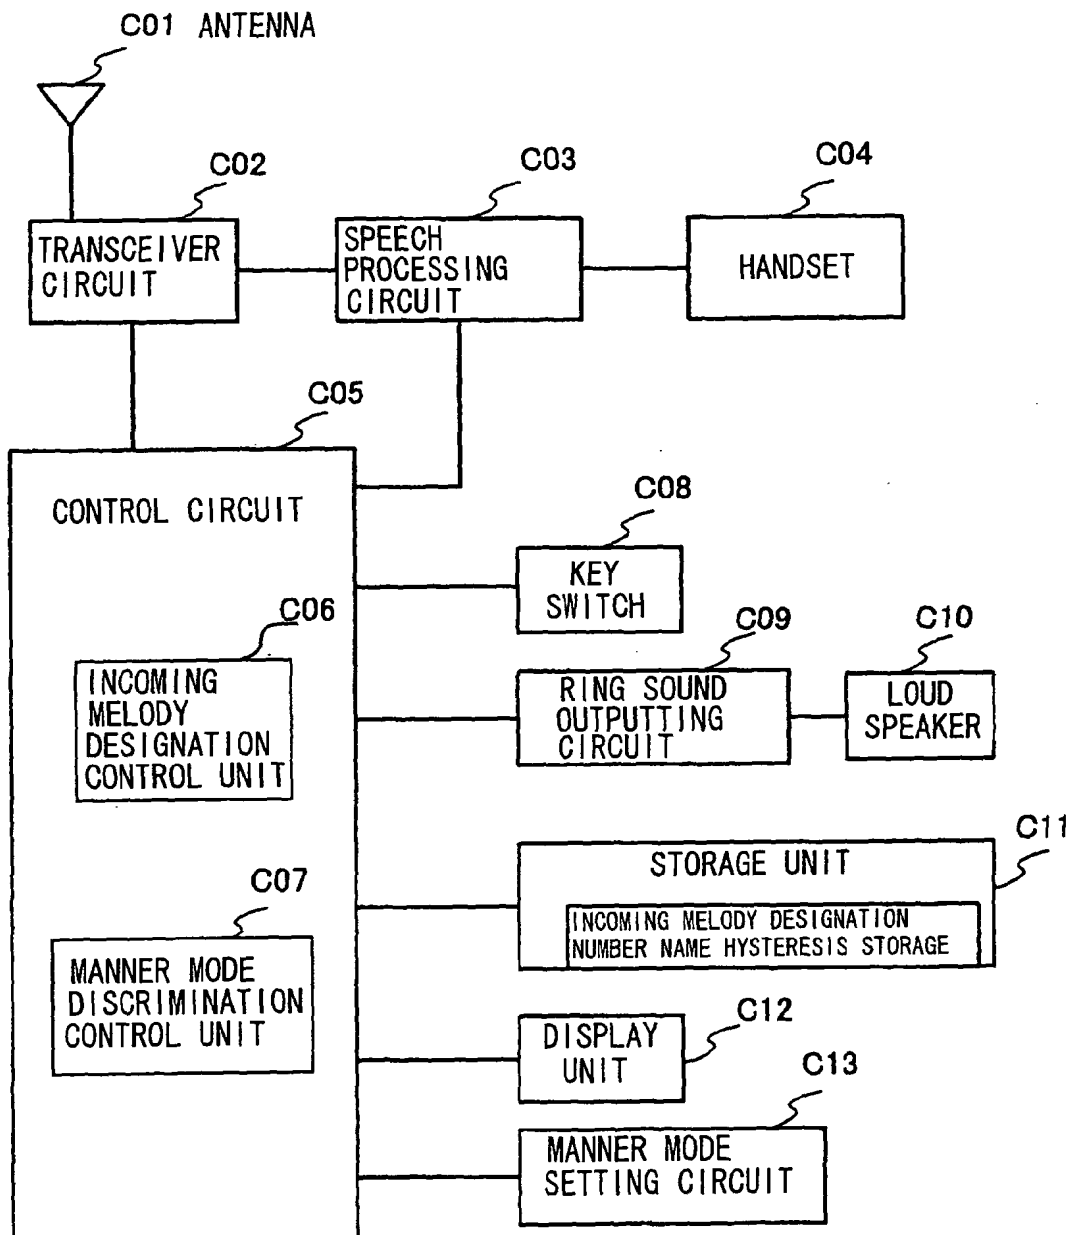 C01 ANTENNA
C02
C03
C04
TRANSCEIVER
CIRCUIT
SPEECH
PROCESSING
CIRCUIT
HANDSET
C05
CONTROL CIRCUIT
C08
KEY
SWITCH
C06
INCOMING
MELODY
DESIGNATION
CONTROL UNIT
C09
RING SOUND
OUTPUTTING
CIRCUIT
C10
LOUD
SPEAKER
C11
STORAGE UNIT
INCOMING MELODY DESIGNATION
NUMBER NAME HYSTERESIS STORAGE
C07
MANNER MODE
DISCRIMINATION
CONTROL UNIT
C12
DISPLAY
UNIT
C13
MANNER MODE
SETTING CIRCUIT